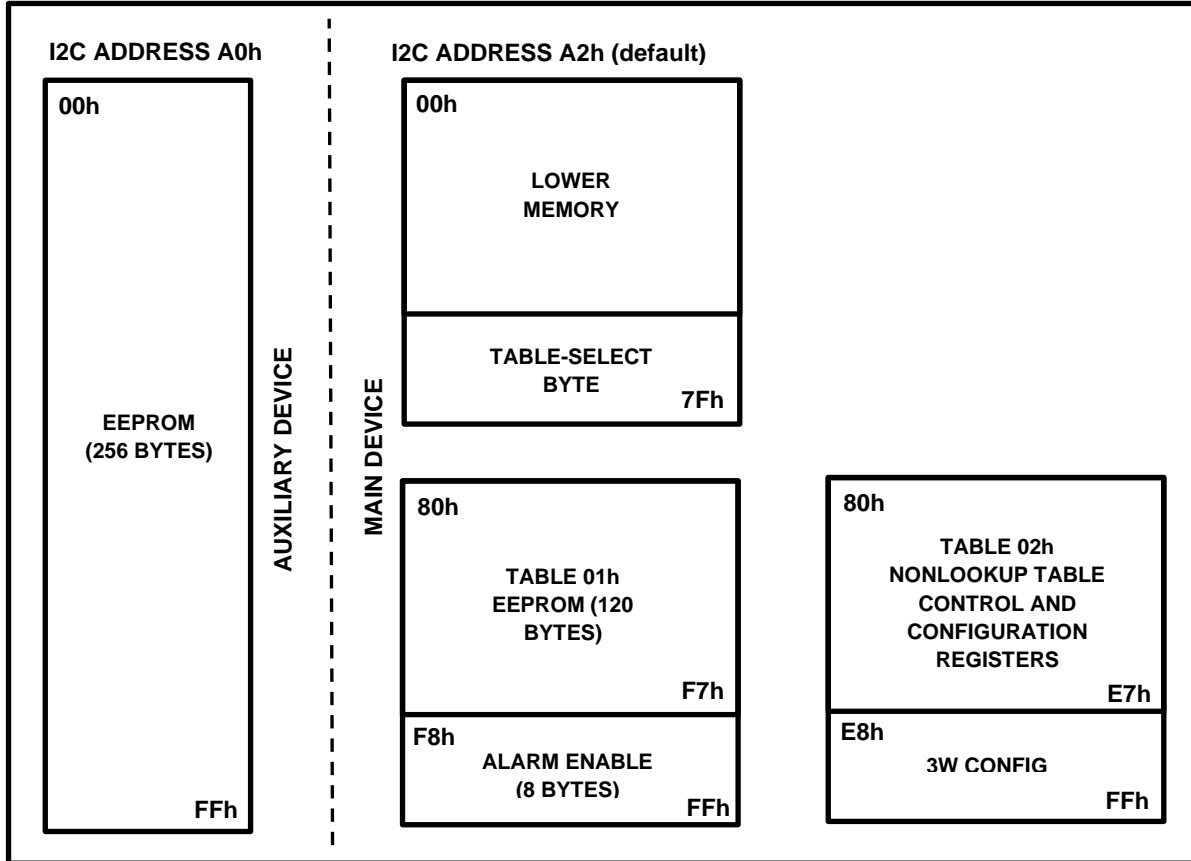 I2C ADDRESS A0h
00h
EEPROM
(256 BYTES)
FFh
AUXILIARY DEVICE
MAIN DEVICE
I2C ADDRESS A2h (default)
00h
LOWER
MEMORY
TABLE-SELECT
BYTE
7Fh
80h
TABLE 01h
EEPROM (120
BYTES)
F7h
F8h
ALARM ENABLE
(8 BYTES)
FFh
80h
TABLE 02h
NONLOOKUP TABLE
CONTROL AND
CONFIGURATION
REGISTERS
E7h
E8h
3W CONFIG
FFh